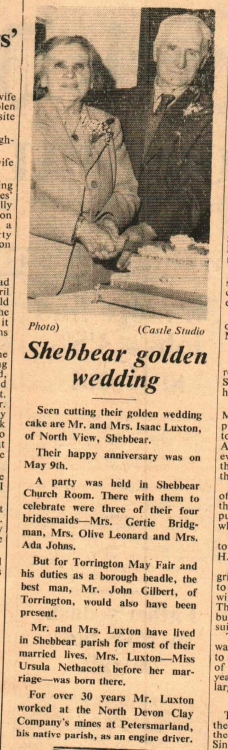 s'
wife
olen
site
gh-
ife
Photo)	(Castle Studio
Shebbear golden
wedding
Seen cutting their golden wedding
cake are Mr. and Mrs. Isaac Luxton,
of North View, Shebbear.
Their happy anniversary was on
May 9th.
A party was held in Shebbear
Church Room. There with them to
celebrate were three of their four
bridesmaids—Mrs. Gertie Bridg-
man, Mrs. Olive Leonard and Mrs.
Ada Johns.
But for Torrington May Fair and
his duties as a borough beadle, the
best man, Mr. John Gilbert, of
Torrington, would also have been
present.
Mr. and Mrs. Luxton have lived
in Shebbear parish for most of their
married lives. Mrs. Luxton—Miss
Ursula Nethacott before her mar-
riage—was born there.
For over 30 years Mr. Luxton
worked at the North Devon Clay
Company's mines at Petersmarland,
his native parish, as an engine driver.